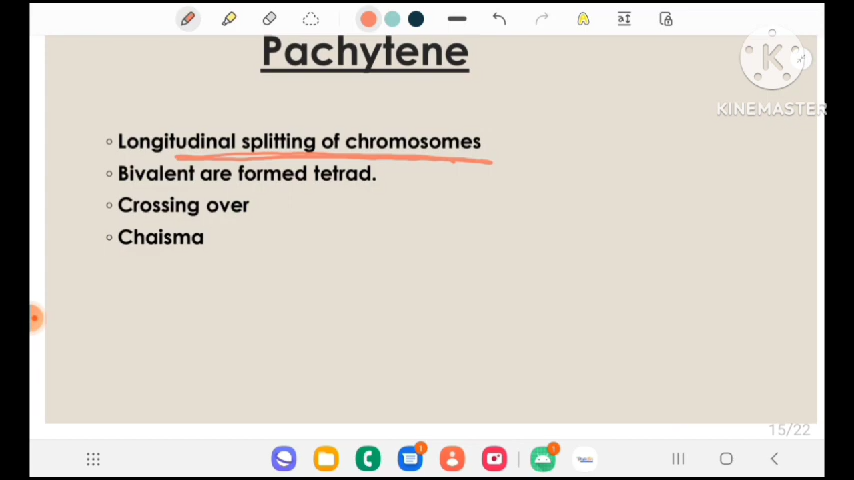 Pachytene
KINEMASTER
Longitudinal splitting of chromosomes
Bivalent are formed tetrad.
Crossing over
Chaisma
15/22